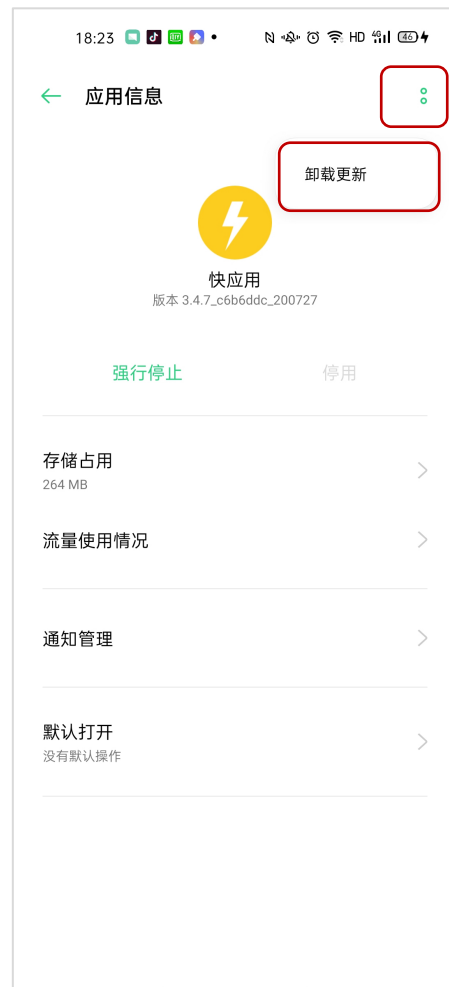 18:23 HD 4G 46
应用信息
卸载更新
快应用
版本 3.4.7_c6b6ddc_200727
强行停止 停用
存储占用
264 MB
流量使用情况
通知管理
默认打开
没有默认操作